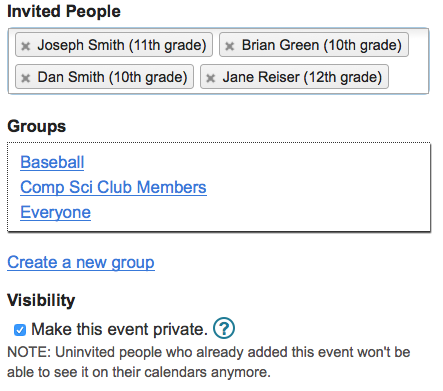 Invited People
× Joseph Smith (11th grade) × Brian Green (10th grade)
× Dan Smith (10th grade) × Jane Reiser (12th grade)
Groups
Baseball
Comp Sci Club Members
Everyone
Create a new group
Visibility
Make this event private. ?
NOTE: Uninvited people who already added this event won't be
able to see it on their calendars anymore.